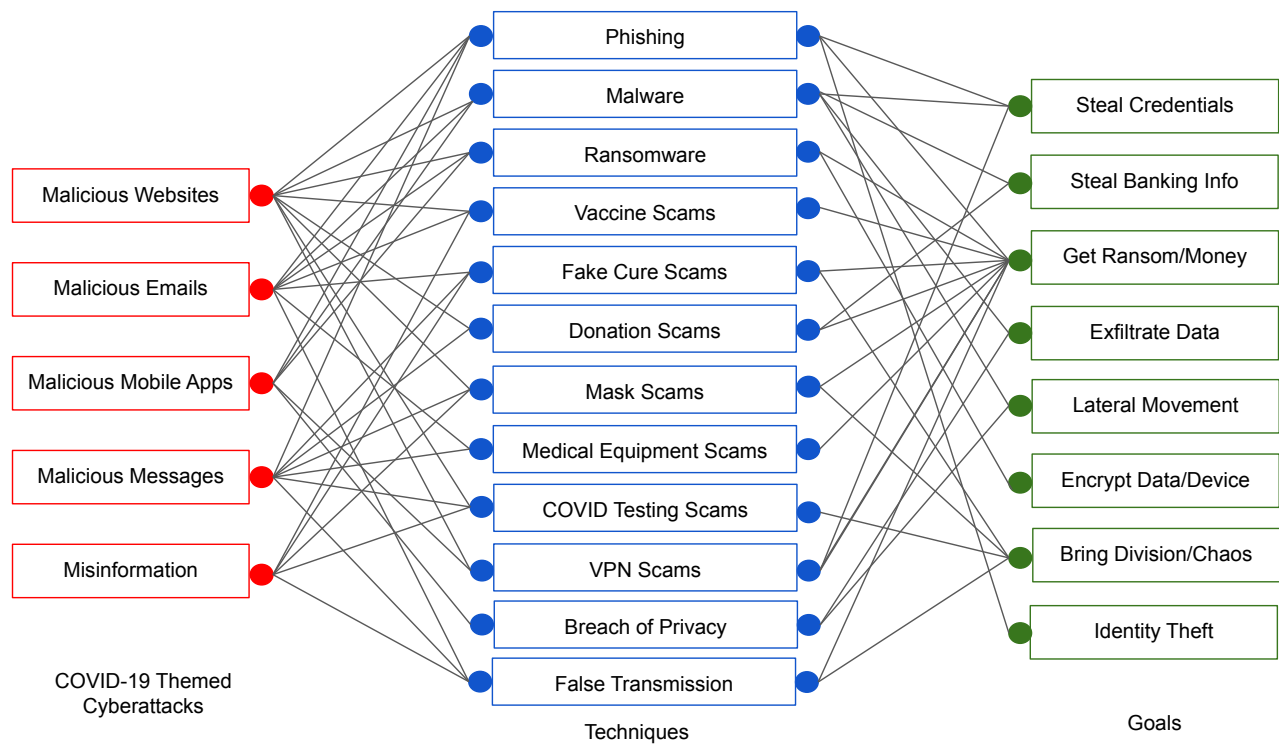 Malicious Websites
Malicious Emails
Malicious Mobile Apps
Malicious Messages
Misinformation
COVID-19 Themed
Cyberattacks
Phishing
Malware
Ransomware
Vaccine Scams
Fake Cure Scams
Donation Scams
Mask Scams
Medical Equipment Scams
COVID Testing Scams
VPN Scams
Breach of Privacy
False Transmission
Techniques
Steal Credentials
Steal Banking Info
Get Ransom/Money
Exfiltrate Data
Lateral Movement
Encrypt Data/Device
Bring Division/Chaos
Identity Theft
Goals